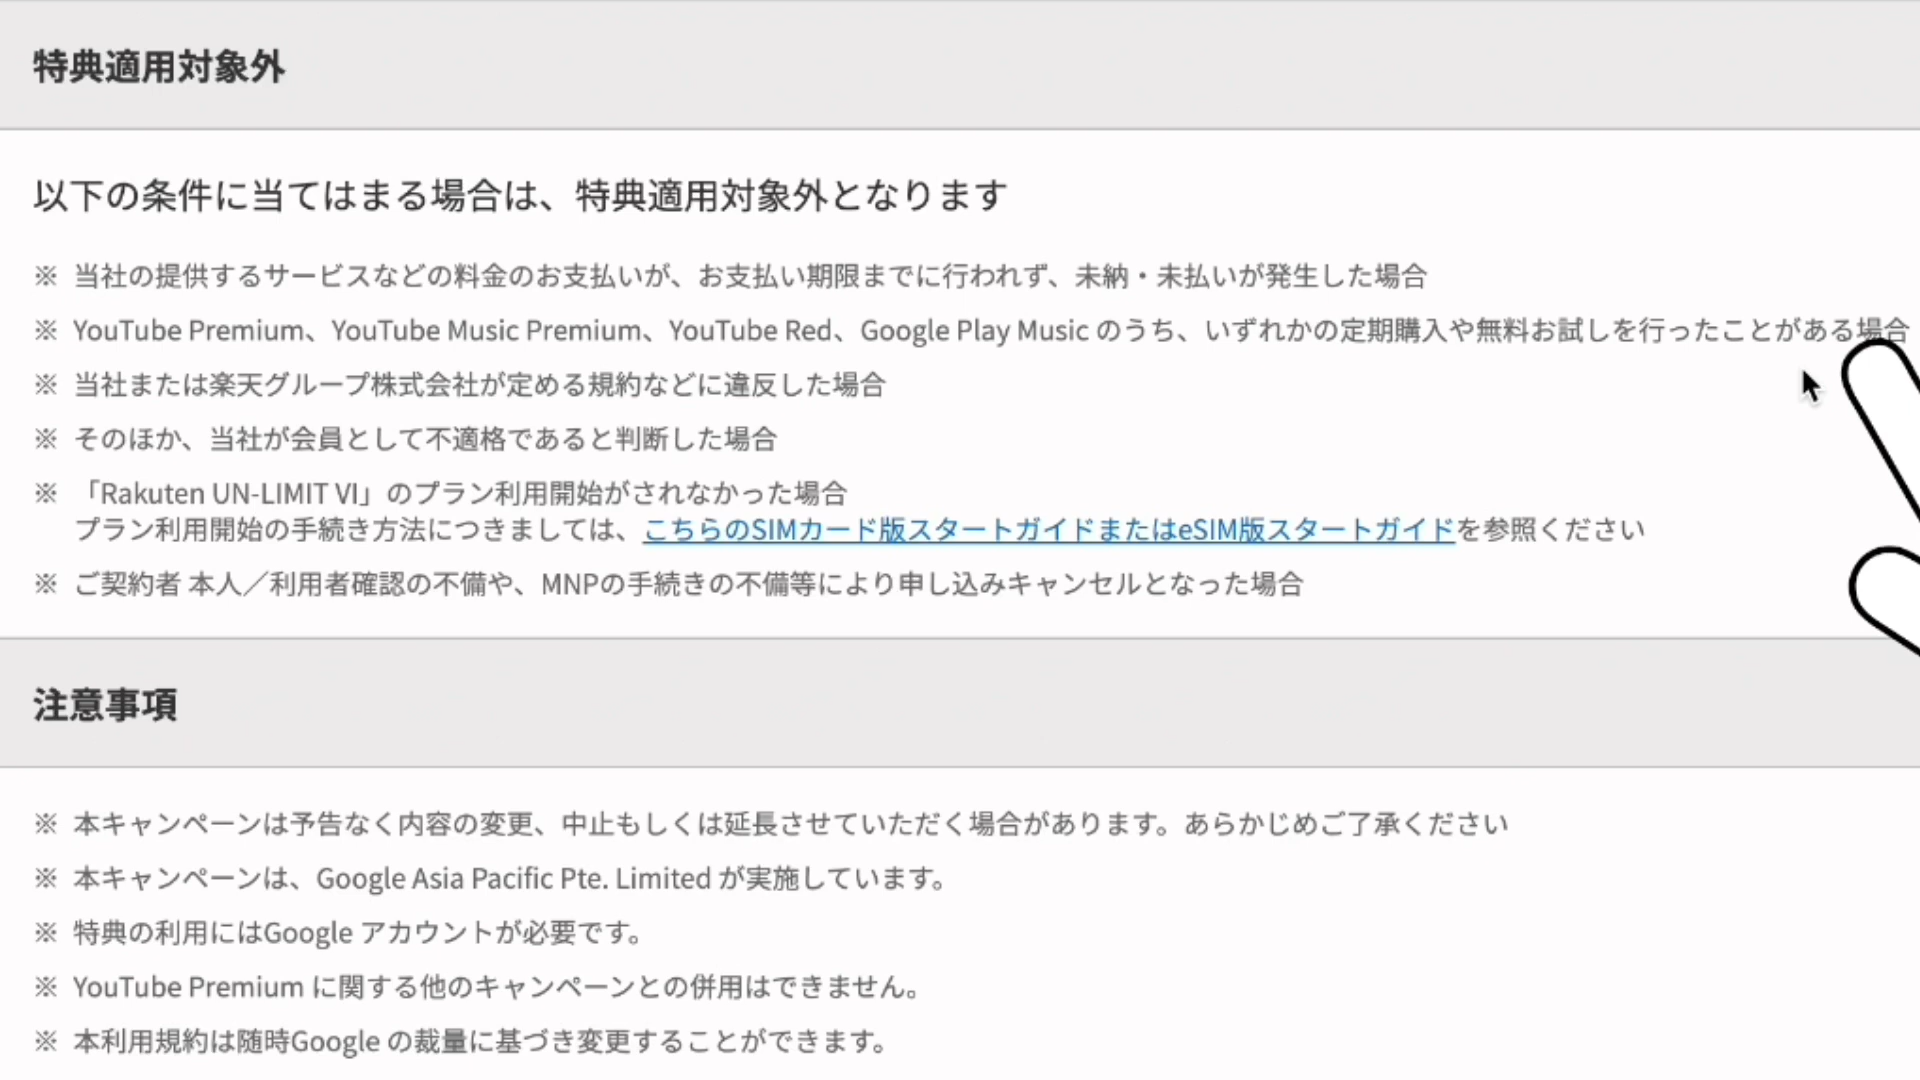 特典適用対象外
以下の条件に当てはまる場合は、特典適用対象外となります
※ 当社の提供するサービスなどの料金のお支払いが、お支払い期限までに行われず、未納・未払いが発生した場合
※ YouTube Premium、YouTube Music Premium、YouTube Red、Google Play Music のうち、いずれかの定期購入や無料お試しを行ったことがある場合
※ 当社または楽天グループ株式会社が定める規約などに違反した場合
※ そのほか、当社が会員として不適格であると判断した場合
※ 「Rakuten UN-LIMIT VI」のプラン利用開始がされなかった場合
プラン利用開始の手続き方法につきましては、こちらのSIMカード版スタートガイドまたはeSIM版スタートガイドを参照ください
※ ご契約者 本人／利用者確認の不備や、MNPの手続きの不備等により申し込みキャンセルとなった場合
注意事項
※ 本キャンペーンは予告なく内容の変更、中止もしくは延長させていただく場合があります。あらかじめご了承ください
※ 本キャンペーンは、Google Asia Pacific Pte. Limited が実施しています。
※ 特典の利用にはGoogle アカウントが必要です。
※ YouTube Premium に関する他のキャンペーンとの併用はできません。
※ 本利用規約は随時Google の裁量に基づき変更することができます。